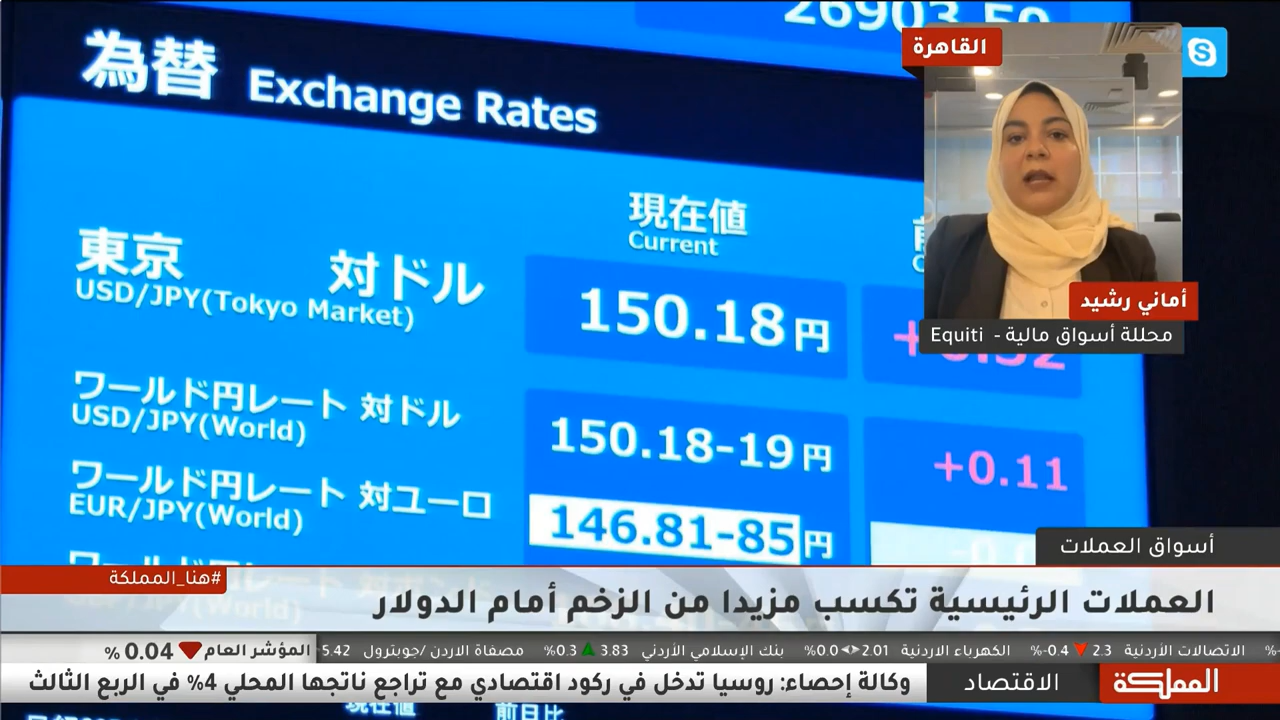 26903.50
為替 Exchange Rates
現在値
Current
東京 対ドル
USD/JPY(Tokyo Market)
150.18円
ワールド円レート 対ドル
USD/JPY(World)
150.18-19円
+0.11
ワールド円レート 対ユーロ
EUR/JPY(World)
146.81-85円
القاهرة
أماني رشيد
محللة أسواق مالية - Equiti
أسواق العملات
#هنا_المملكة
العملات الرئيسية تكسب مزيدا من الزخم أمام الدولار
الاتصالات الأردنية 2.3 -0.4% الكهرباء الاردنية 2.01 0.0% بنك الإسلامي الأردني 3.83 0.3% مصفاة الاردن /جوبترول 5.42
المؤشر العام 0.04 %
المملكة
الاقتصاد
وكالة إحصاء: روسيا تدخل في ركود اقتصادي مع تراجع ناتجها المحلي 4% في الربع الثالث
現在値 前日比